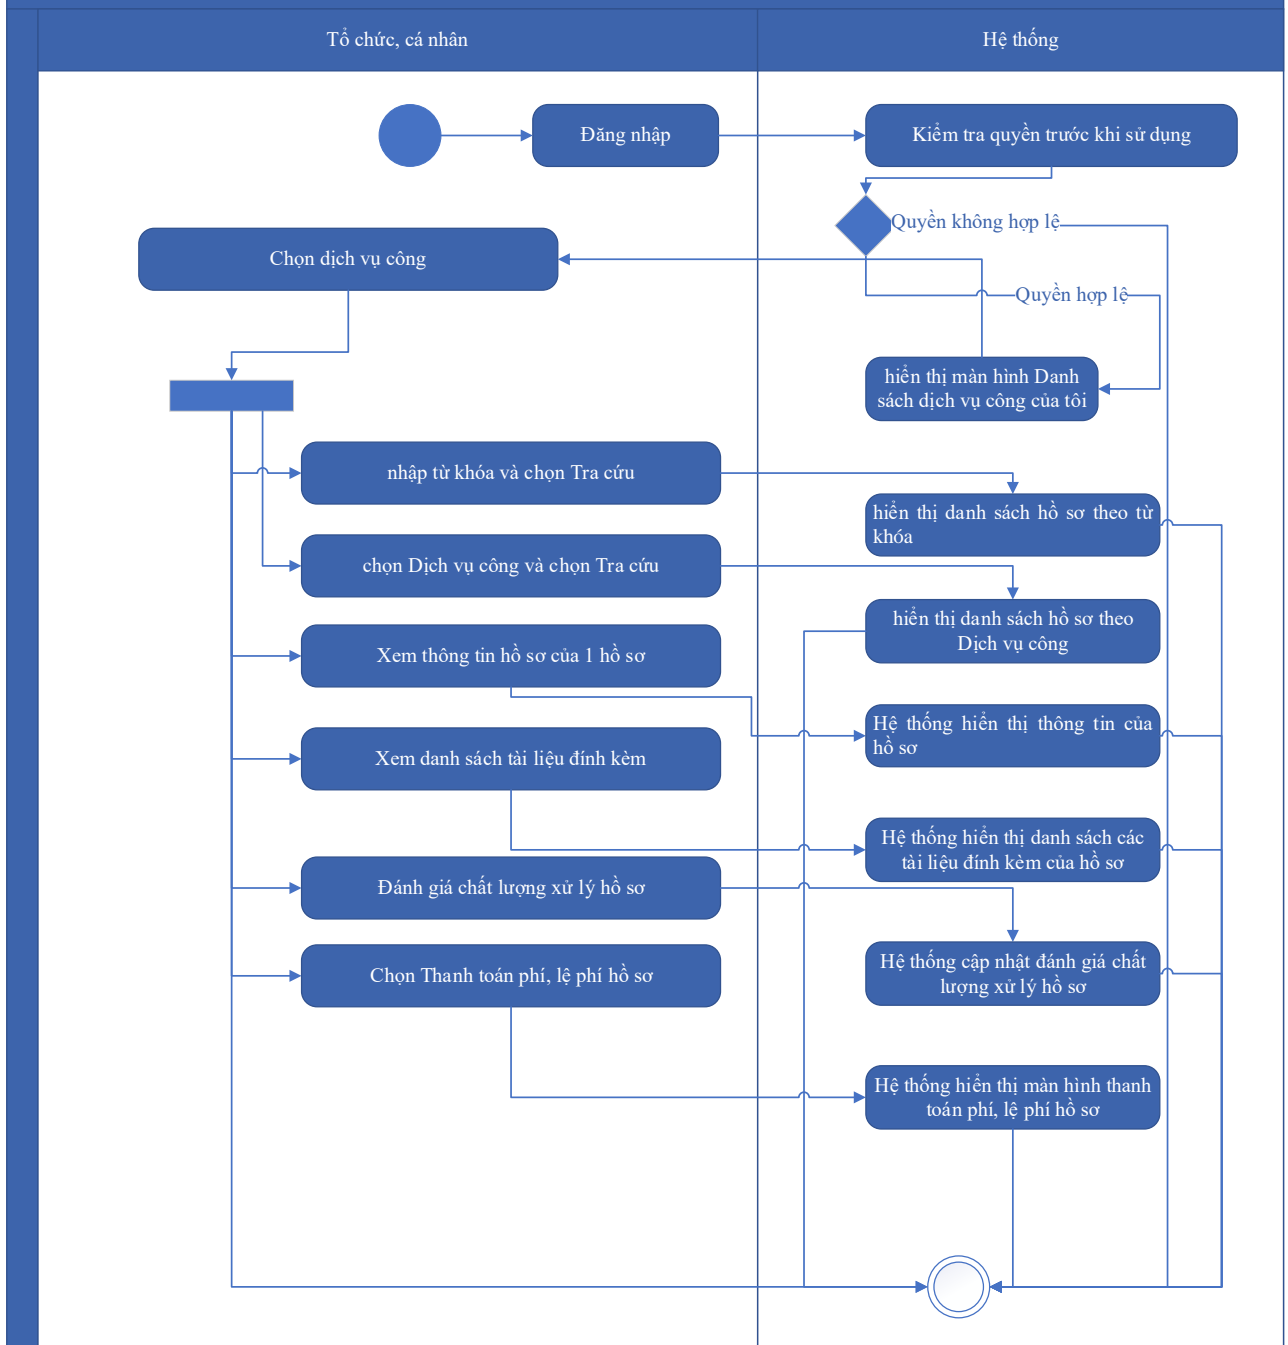 Tổ chức, cá nhân
Hệ thống
Đăng nhập
Kiểm tra quyền trước khi sử dụng
Quyền không hợp lệ
Chọn dịch vụ công
Quyền hợp lệ
hiển thị màn hình Danh
sách dịch vụ công của tôi
nhập từ khóa và chọn Tra cứu
hiển thị danh sách hồ sơ theo từ
khóa
chọn Dịch vụ công và chọn Tra cứu
hiển thị danh sách hồ sơ theo
Dịch vụ công
Xem thông tin hồ sơ của 1 hồ sơ
Hệ thống hiển thị thông tin của
hồ sơ
Xem danh sách tài liệu đính kèm
Hệ thống hiển thị danh sách các
tài liệu đính kèm của hồ sơ
Đánh giá chất lượng xử lý hồ sơ
Hệ thống cập nhật đánh giá chất
lượng xử lý hồ sơ
Chọn Thanh toán phí, lệ phí hồ sơ
Hệ thống hiển thị màn hình thanh
toán phí, lệ phí hồ sơ